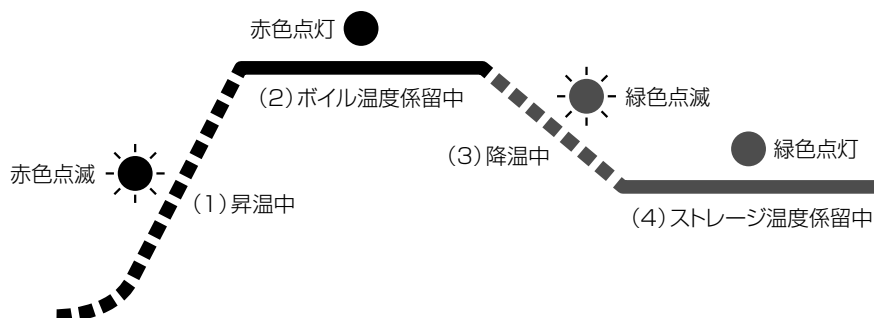 赤色点灯
(2)ボイル温度係留中
緑色点滅
(3)降温中
緑色点灯
赤色点滅
(1)昇温中
(4)ストレージ温度係留中